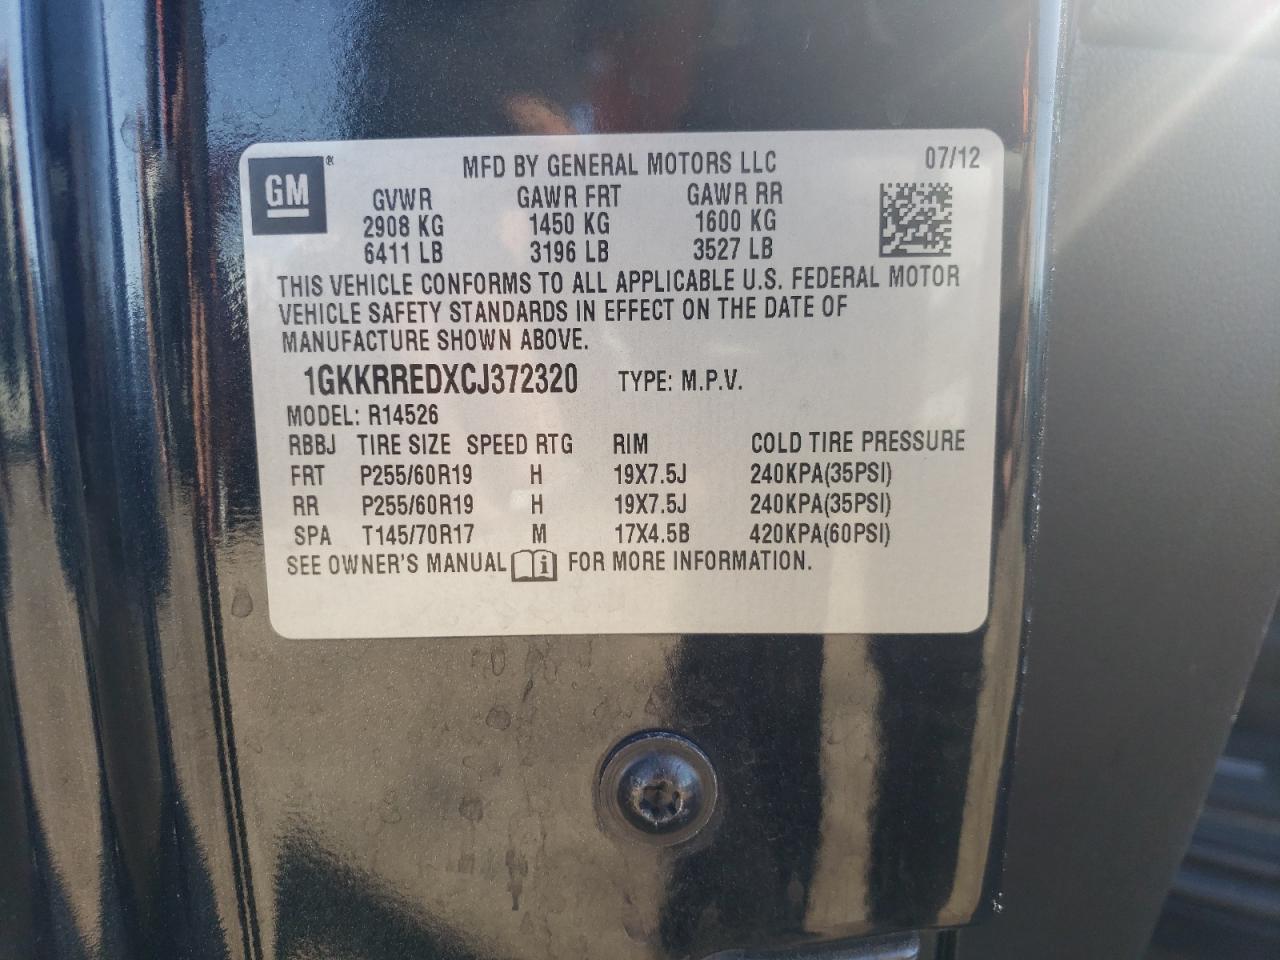 GM ® MFD BY GENERAL MOTORS LLC 07/12
GVWR GAWR FRT GAWR RR
2908 KG 1450 KG 1600 KG
6411 LB 3196 LB 3527 LB
THIS VEHICLE CONFORMS TO ALL APPLICABLE U.S. FEDERAL MOTOR
VEHICLE SAFETY STANDARDS IN EFFECT ON THE DATE OF
MANUFACTURE SHOWN ABOVE.
1GKKRREDXCJ372320 TYPE: M.P.V.
MODEL: R14526
RBBJ TIRE SIZE SPEED RTG RIM COLD TIRE PRESSURE
FRT P255/60R19 H 19X7.5J 240KPA(35PSI)
RR P255/60R19 H 19X7.5J 240KPA(35PSI)
SPA T145/70R17 M 17X4.5B 420KPA(60PSI)
SEE OWNER'S MANUAL i FOR MORE INFORMATION.